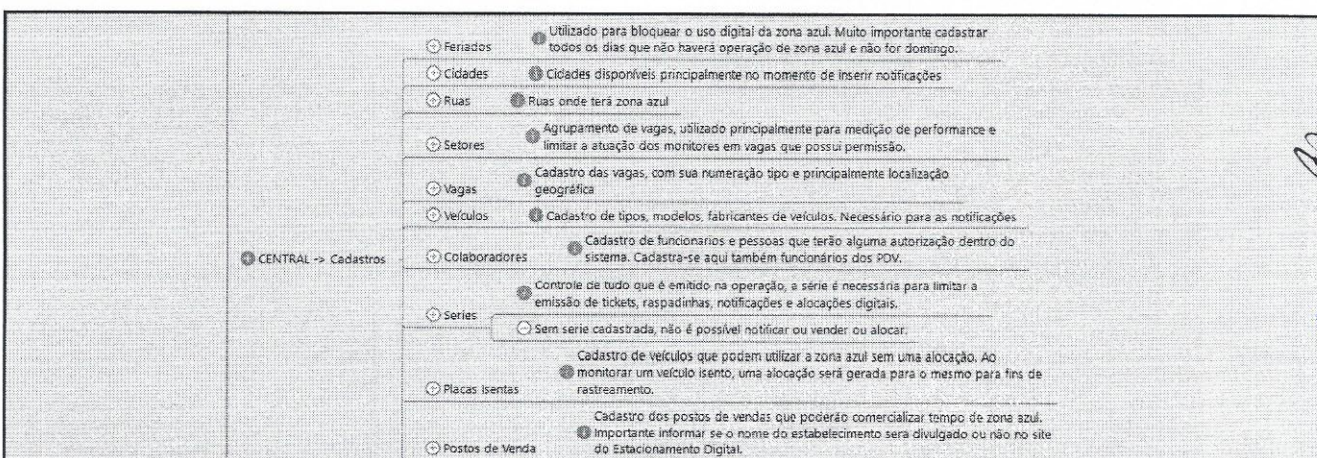 Feriados
Utilizado para bloquear o uso digital da zona azul. Muito importante cadastrar
todos os dias que não haverá operação de zona azul e não for domingo.
Cidades
Cidades disponíveis principalmente no momento de inserir notificações
Ruas
Ruas onde terá zona azul
Setores
Agrupamento de vagas, utilizado principalmente para medição de performance e
limitar a atuação dos monitores em vagas que possui permissão.
Vagas
Cadastro das vagas, com sua numeração tipo e principalmente localização
geográfica
Veículos
Cadastro de tipos, modelos, fabricantes de veículos. Necessário para as notificações
CENTRAL -> Cadastros
Colaboradores
Cadastro de funcionarios e pessoas que terão alguma autorização dentro do
sistema. Cadastra-se aqui também funcionários dos PDV.
Series
Controle de tudo que é emitido na operação, a série é necessária para limitar a
emissão de tickets, raspadinhas, notificações e alocações digitais.
Sem serie cadastrada, não é possível notificar ou vender ou alocar.
Placas Isentas
Cadastro de veículos que podem utilizar a zona azul sem uma alocação. Ao
monitorar um veículo isento, uma alocação será gerada para o mesmo para fins de
rastreamento.
Postos de Venda
Cadastro dos postos de vendas que poderão comercializar tempo de zona azul.
Importante informar se o nome do estabelecimento sera divulgado ou não no site
do Estacionamento Digital.